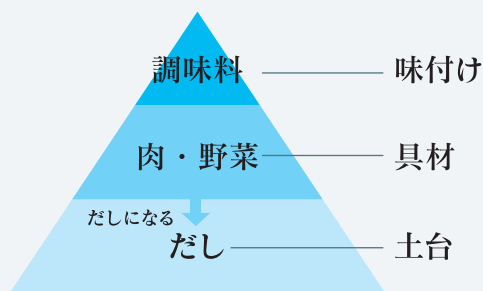 調味料 味付け
肉・野菜 具材
だしになる
だし 土台